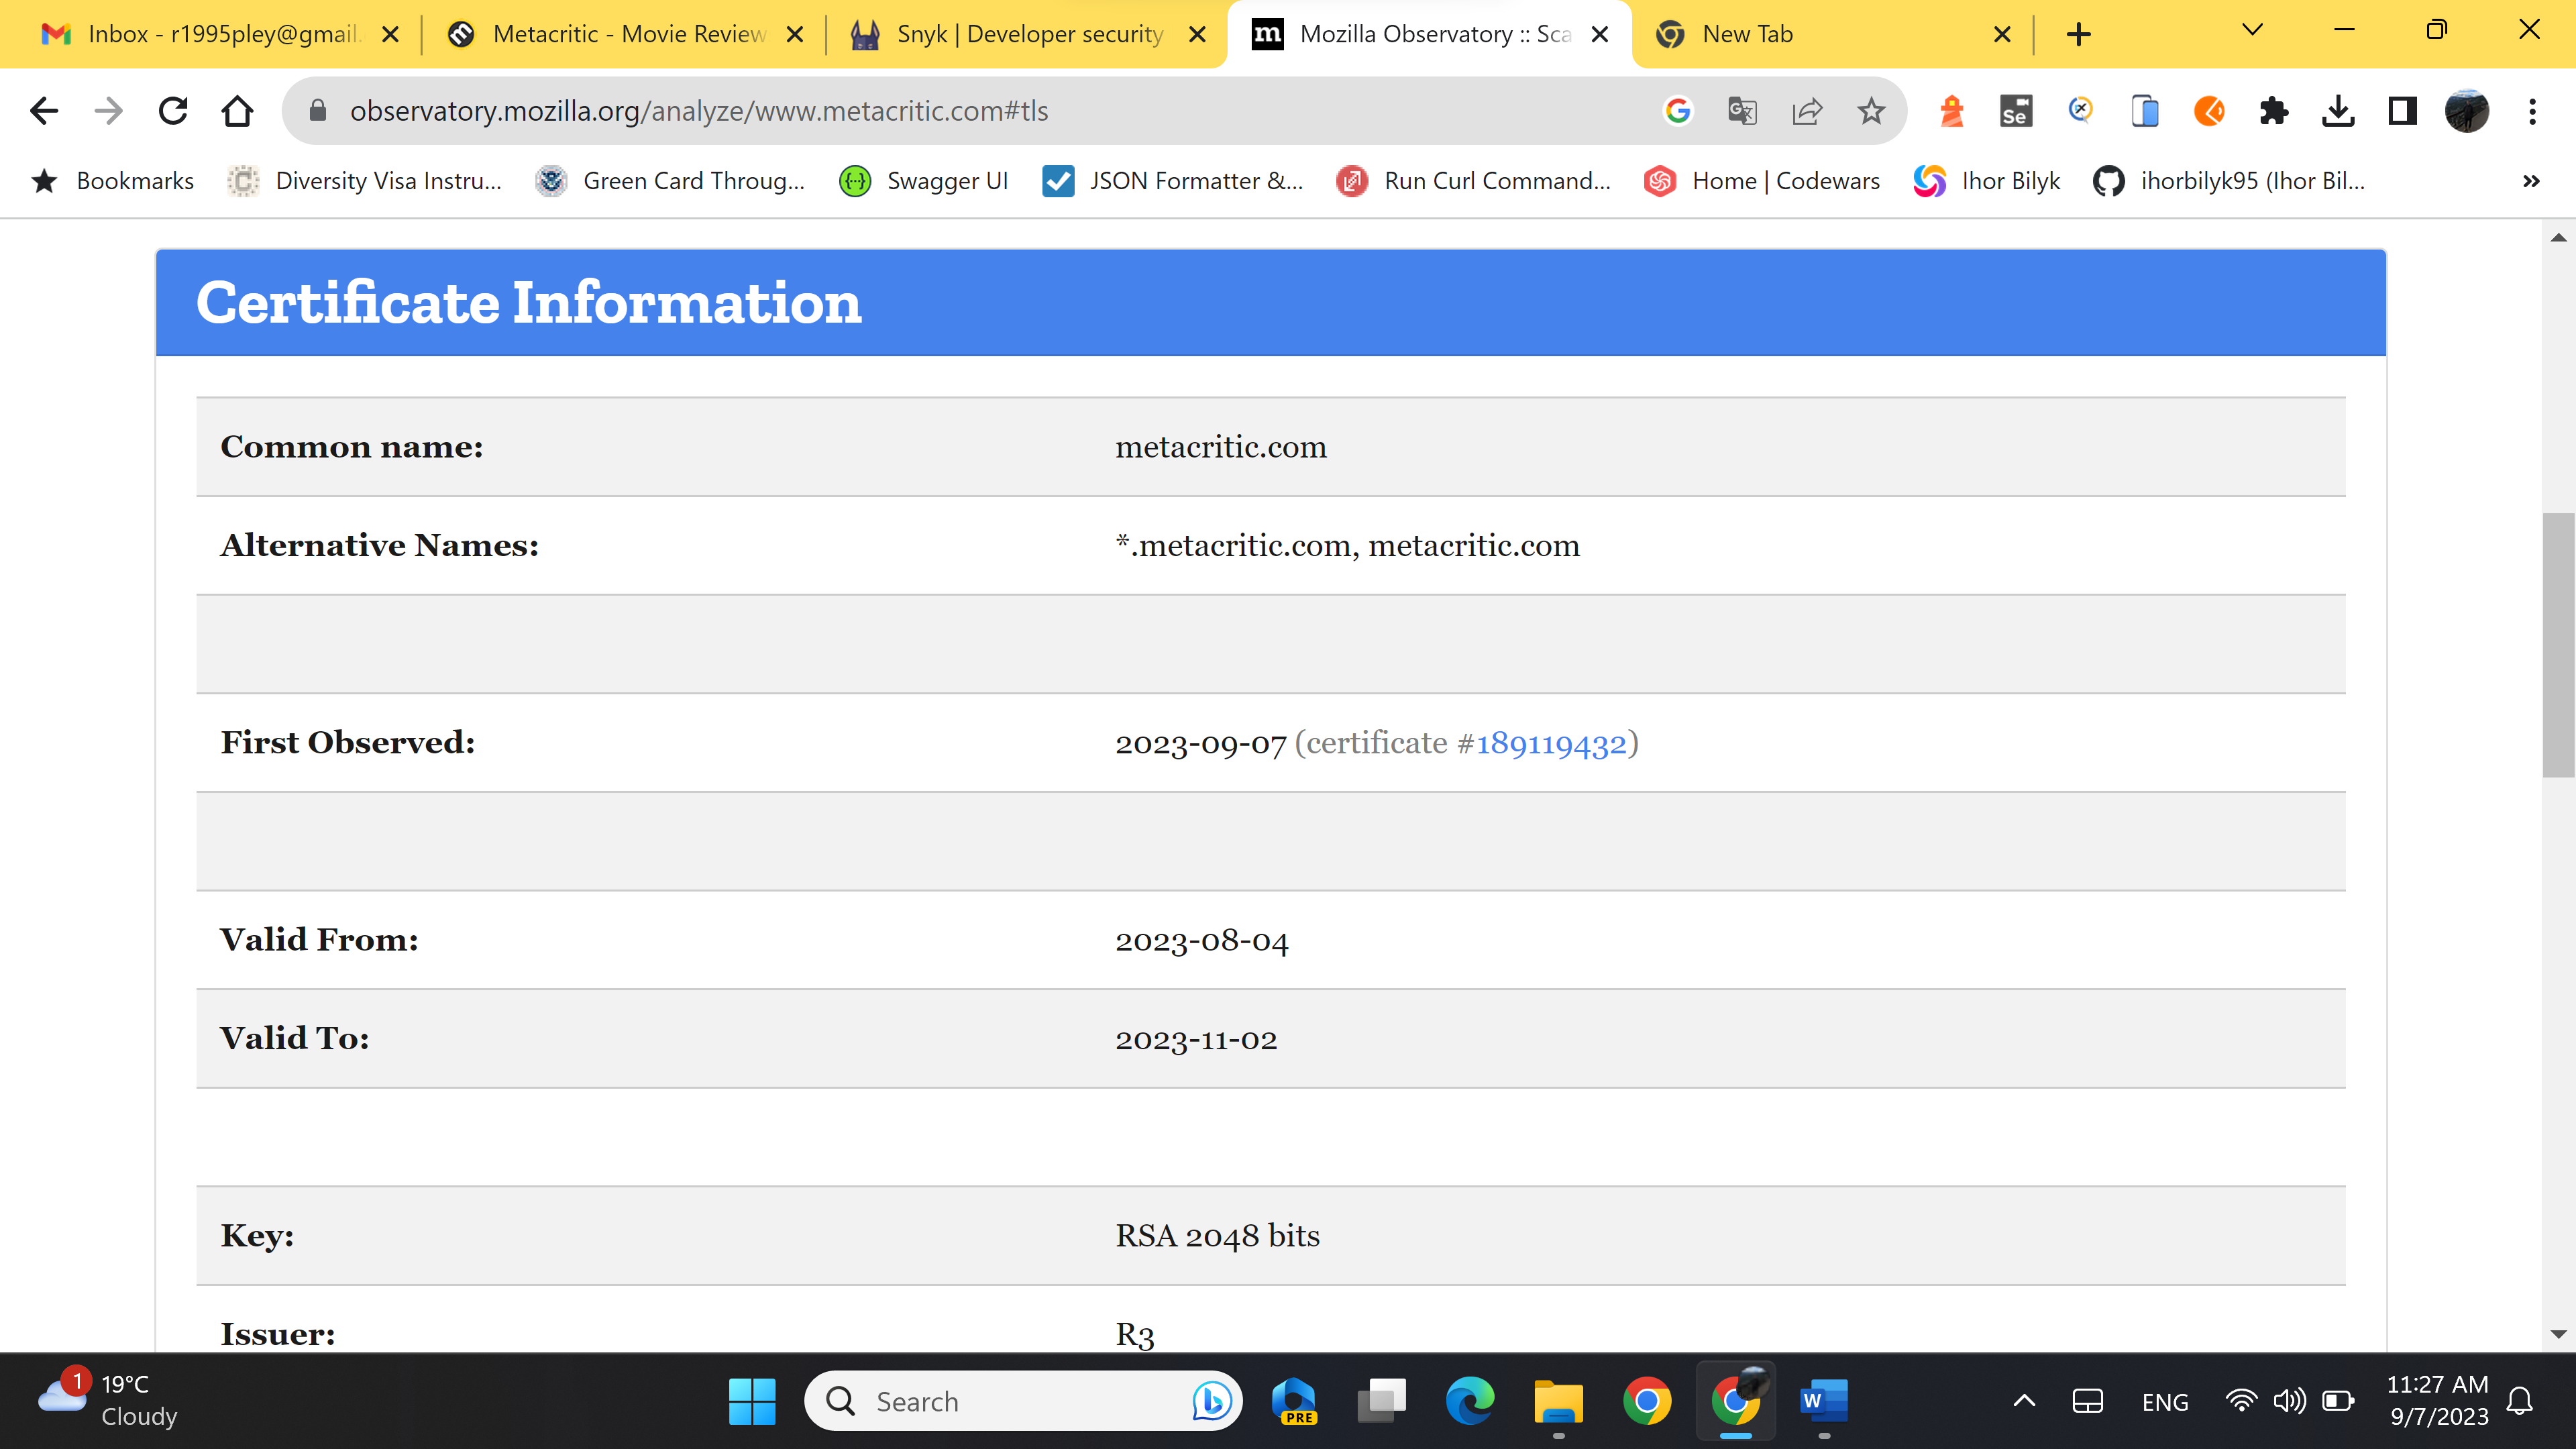 Inbox - r1995pley@gmail.
Metacritic - Movie Review
Snyk | Developer security
m
Mozilla Observatory :: Sca
New Tab
observatory.mozilla.org/analyze/www.metacritic.com#tls
Se
Bookmarks
Diversity Visa Instru...
Green Card Throug...
Swagger UI
JSON Formatter &...
Run Curl Command...
Home | Codewars
Ihor Bilyk
ihorbilyk95 (Ihor Bil...
Certificate Information
Common name: metacritic.com
Alternative Names: *.metacritic.com, metacritic.com
First Observed: 2023-09-07 (certificate #189119432)
Valid From: 2023-08-04
Valid To: 2023-11-02
Key: RSA 2048 bits
Issuer: R3
1
19°C
Cloudy
Search
PRE
W
ENG
11:27 AM
9/7/2023